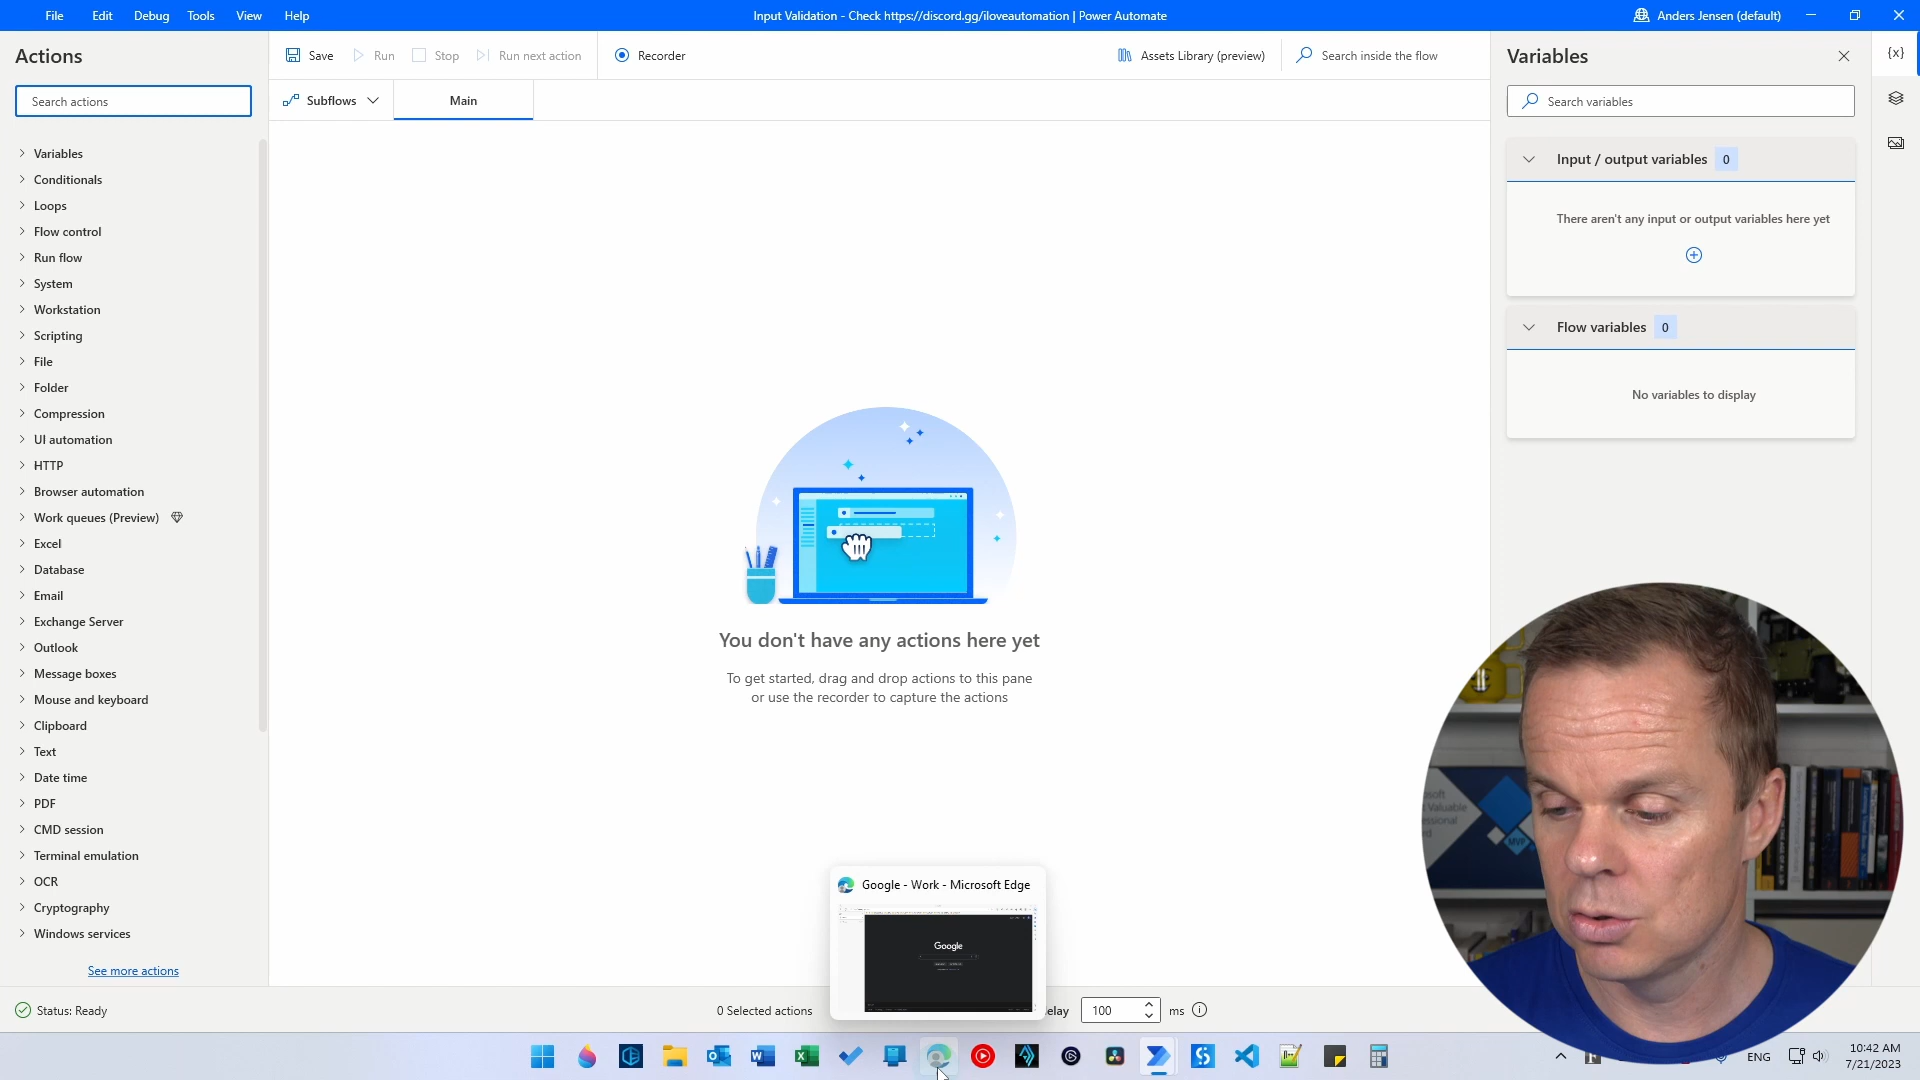 File Edit Debug Tools View Help
Input Validation - Check https://discord.gg/iloveautomation | Power Automate
Anders Jensen (default)
Actions
Search actions
Variables
Conditionals
Loops
Flow control
Run flow
System
Workstation
Scripting
File
Folder
Compression
UI automation
HTTP
Browser automation
Work queues (Preview)
Excel
Database
Email
Exchange Server
Outlook
Message boxes
Mouse and keyboard
Clipboard
Text
Date time
PDF
CMD session
Terminal emulation
OCR
Cryptography
Windows services
See more actions
Save Run Stop Run next action Recorder
Assets Library (preview) Search inside the flow
Subflows Main
You don't have any actions here yet
To get started, drag and drop actions to this pane
or use the recorder to capture the actions
Variables
{x}
Search variables
Input / output variables 0
There aren't any input or output variables here yet
Flow variables 0
No variables to display
Google - Work - Microsoft Edge
Google
MVP
Status: Ready
0 Selected actions
100 ms
ENG
10:42 AM
7/21/2023